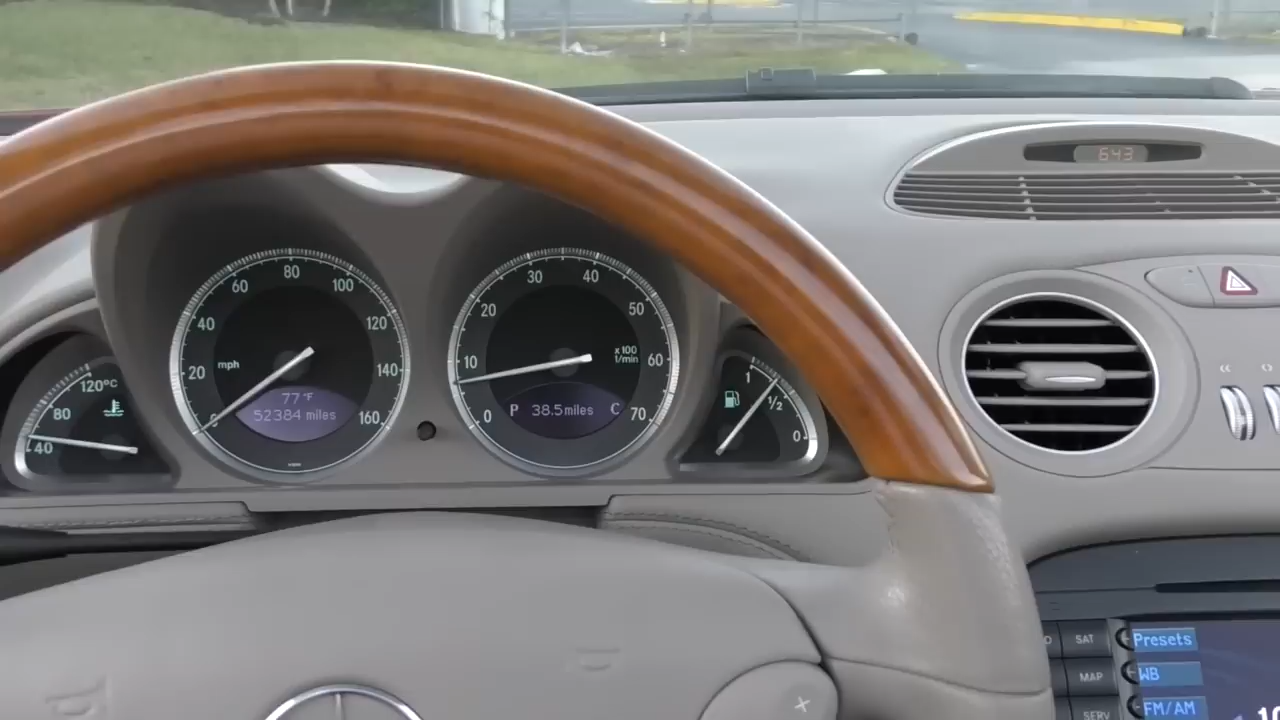 643
20
40
60
80
100
120
140
160
mph
77°F
52384 miles
0
10
20
30
40
50
60
70
x100
1/min
P 38.5miles C
40
80
120°C
1
1/2
0
SAT
MAP
SERV
Presets
WB
FM/AM